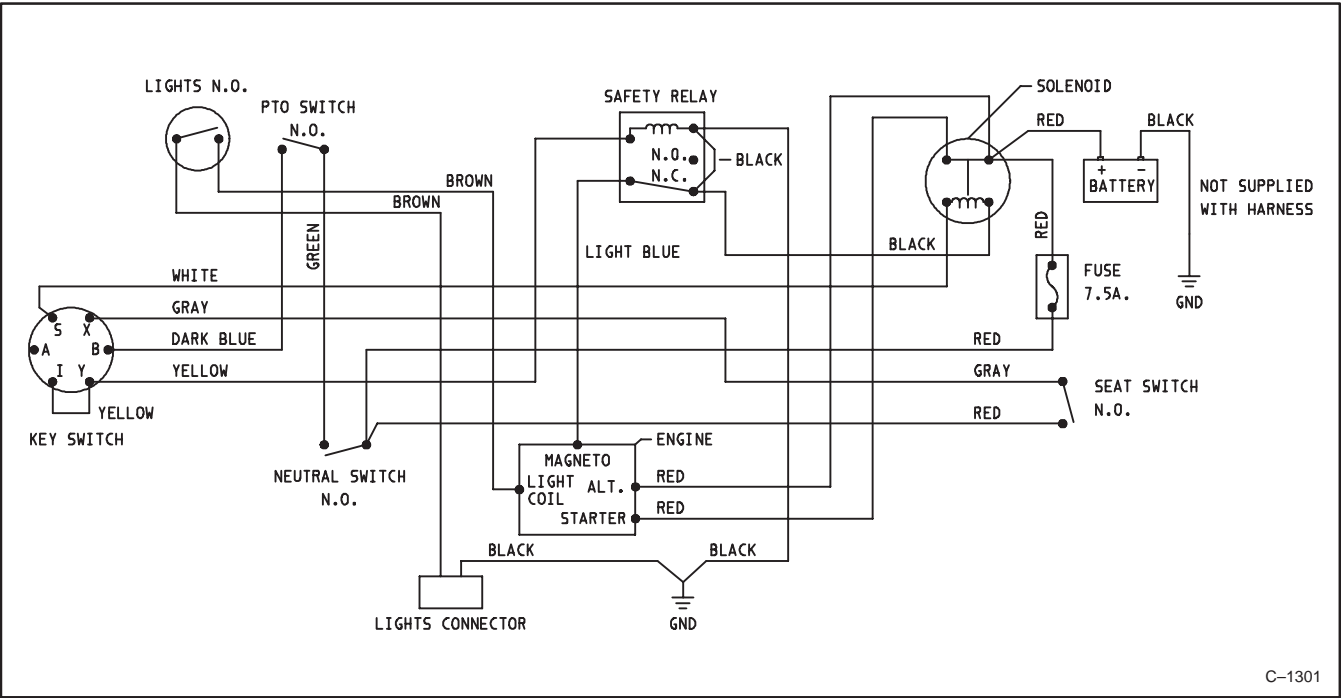 LIGHTS N.O.
PTO SWITCH
N.O.
SAFETY RELAY
SOLENOID
RED
BLACK
N.O.
N.C.
BLACK
+ -
BATTERY
NOT SUPPLIED
WITH HARNESS
BROWN
BROWN
GREEN
LIGHT BLUE
BLACK
RED
FUSE
7.5A.
GND
WHITE
GRAY
DARK BLUE
YELLOW
S X
A B
I Y
YELLOW
KEY SWITCH
RED
GRAY
RED
SEAT SWITCH
N.O.
NEUTRAL SWITCH
N.O.
ENGINE
MAGNETO
LIGHT
COIL
ALT.
STARTER
RED
RED
BLACK
BLACK
LIGHTS CONNECTOR
GND
C–1301